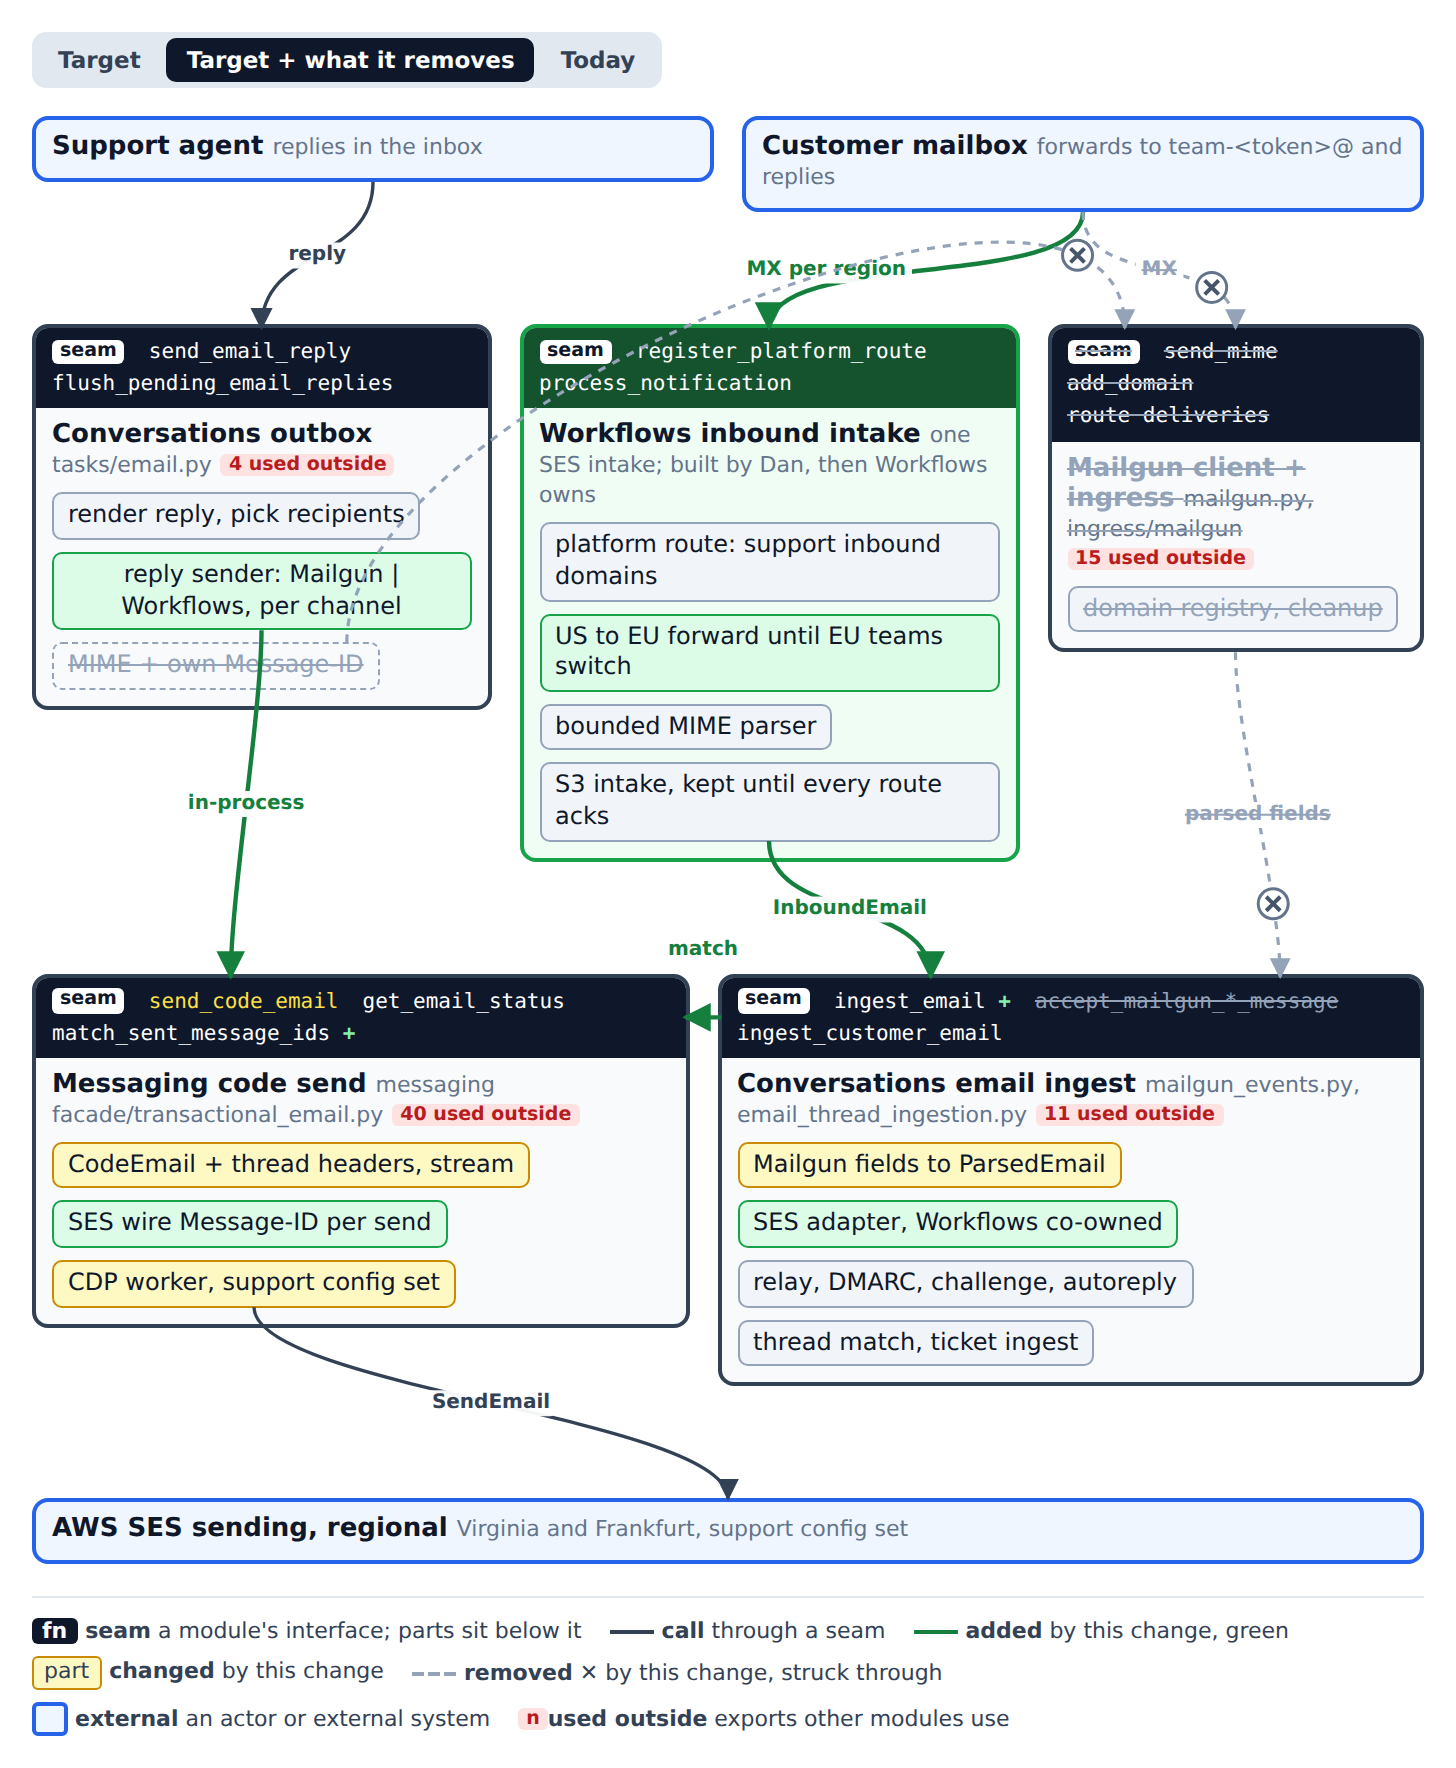 Target
Target + what it removes
Today
Support agent replies in the inbox
Customer mailbox forwards to team-<token>@ and
replies
reply
MX per region
MX
seam send_email_reply
flush_pending_email_replies
Conversations outbox
tasks/email.py 4 used outside
render reply, pick recipients
reply sender: Mailgun |
Workflows, per channel
MIME + own Message-ID
seam register_platform_route
process_notification
Workflows inbound intake one
SES intake; built by Dan, then Workflows
owns
platform route: support inbound
domains
US to EU forward until EU teams
switch
bounded MIME parser
S3 intake, kept until every route
acks
seam send_mime
add_domain
route_deliveries
Mailgun client +
ingress mailgun.py,
ingress/mailgun
15 used outside
domain registry, cleanup
in-process
parsed fields
InboundEmail
match
seam send_code_email get_email_status
match_sent_message_ids +
Messaging code send messaging
facade/transactional_email.py 40 used outside
CodeEmail + thread headers, stream
SES wire Message-ID per send
CDP worker, support config set
seam ingest_email + accept_mailgun_*_message
ingest_customer_email
Conversations email ingest mailgun_events.py,
email_thread_ingestion.py 11 used outside
Mailgun fields to ParsedEmail
SES adapter, Workflows co-owned
relay, DMARC, challenge, autoreply
thread match, ticket ingest
SendEmail
AWS SES sending, regional Virginia and Frankfurt, support config set
fn seam a module's interface; parts sit below it call through a seam added by this change, green
part changed by this change removed ✕ by this change, struck through
external an actor or external system n used outside exports other modules use